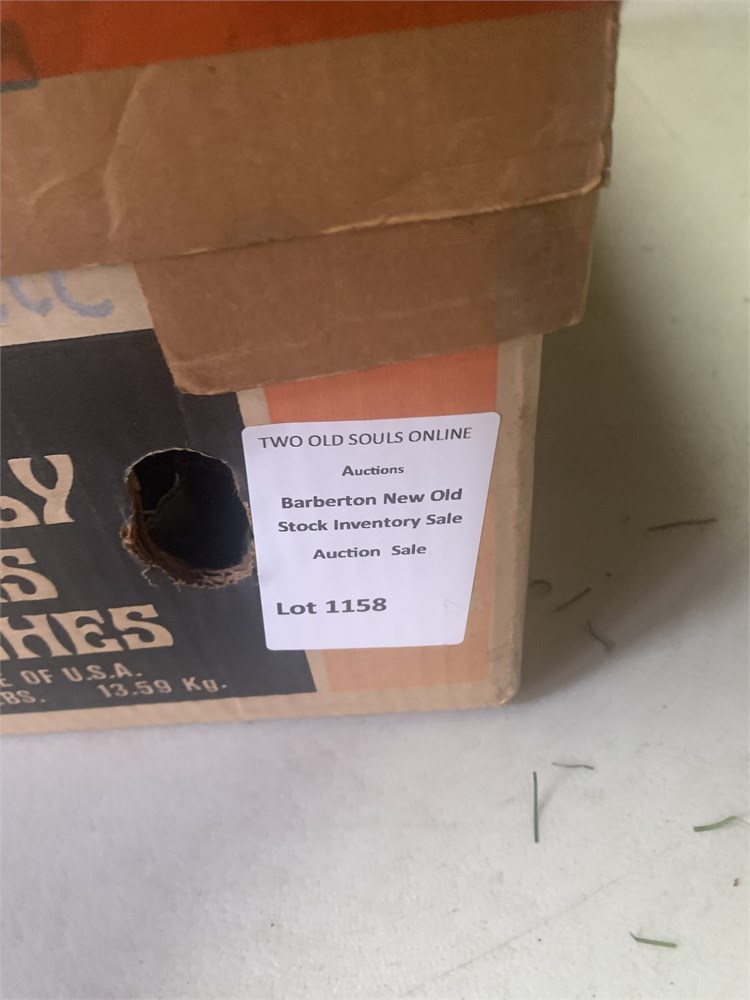 TWO OLD SOULS ONLINE
Auctions
Barberton New Old
Stock Inventory Sale
Auction Sale
Lot 1158
OF U.S.A.
13.59 Kg.